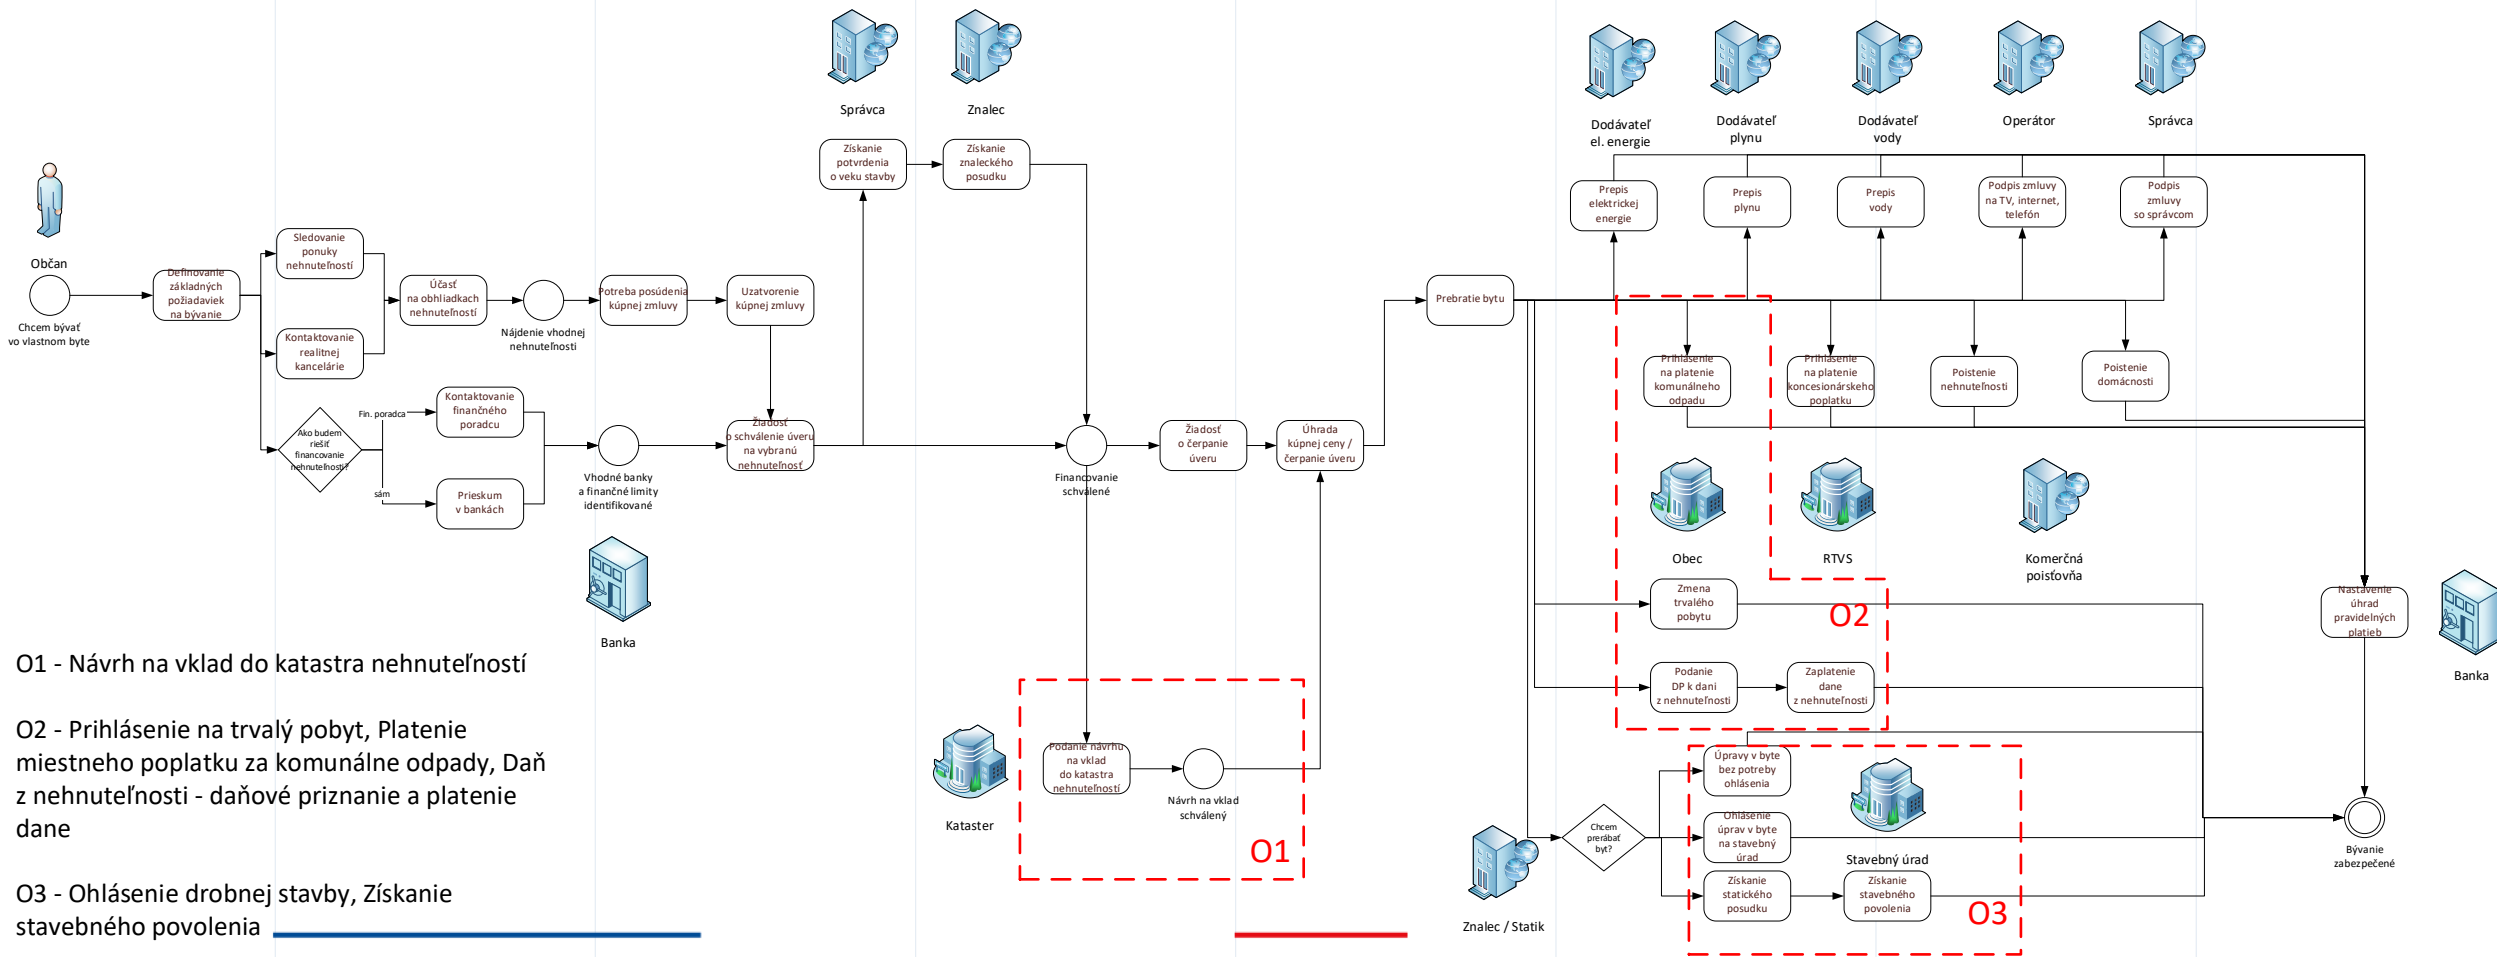 Správca
Znalec
Dodávateľ
el. energie
Dodávateľ
plynu
Dodávateľ
vody
Operátor
Správca
Získanie
potvrdenia
o veku stavby
Získanie
znaleckého
posudku
Prepis
elektrickej
energie
Prepis
plynu
Prepis
vody
Podpis zmluvy
na TV, internet,
telefón
Podpis
zmluvy
so správcom
Občan
Chcem bývať
vo vlastnom byte
Definovanie
základných
požiadaviek
na bývanie
Sledovanie
ponuky
nehnuteľností
Kontaktovanie
realitnej
kancelárie
Účasť
na obhliadkach
nehnuteľností
Nájdenie vhodnej
nehnuteľnosti
Potreba posúdenia
kúpnej zmluvy
Uzatvorenie
kúpnej zmluvy
Prebratie bytu
Prihlásenie
na platenie
komunálneho
odpadu
Prihlásenie
na platenie
koncesionárskeho
poplatku
Poistenie
nehnuteľnosti
Poistenie
domácnosti
Ako budem
riešiť
financovanie
nehnuteľnosti?
Fin. poradca
sám
Kontaktovanie
finančného
poradcu
Prieskum
v bankách
Vhodné banky
a finančné limity
identifikované
Žiadosť
o schválenie úveru
na vybranú
nehnuteľnosť
Financovanie
schválené
Žiadosť
o čerpanie
úveru
Úhrada
kúpnej ceny /
čerpanie úveru
Banka
Obec
RTVS
Komerčná
poisťovňa
Zmena
trvalého
pobytu
O2
Podanie
DP k dani
z nehnuteľnosti
Zaplatenie
dane
z nehnuteľnosti
Nastavenie
úhrad
pravidelných
platieb
Banka
O1 - Návrh na vklad do katastra nehnuteľností
O2 - Prihlásenie na trvalý pobyt, Platenie
miestneho poplatku za komunálne odpady, Daň
z nehnuteľnosti - daňové priznanie a platenie
dane
O3 - Ohlásenie drobnej stavby, Získanie
stavebného povolenia
Kataster
Podanie návrhu
na vklad
do katastra
nehnuteľností
Návrh na vklad
schválený
O1
Znalec / Statik
Chcem
prerábať
byt?
Úpravy v byte
bez potreby
ohlásenia
Ohlásenie
úprav v byte
na stavebný
úrad
Stavebný úrad
Získanie
statického
posudku
Získanie
stavebného
povolenia
O3
Bývanie
zabezpečené